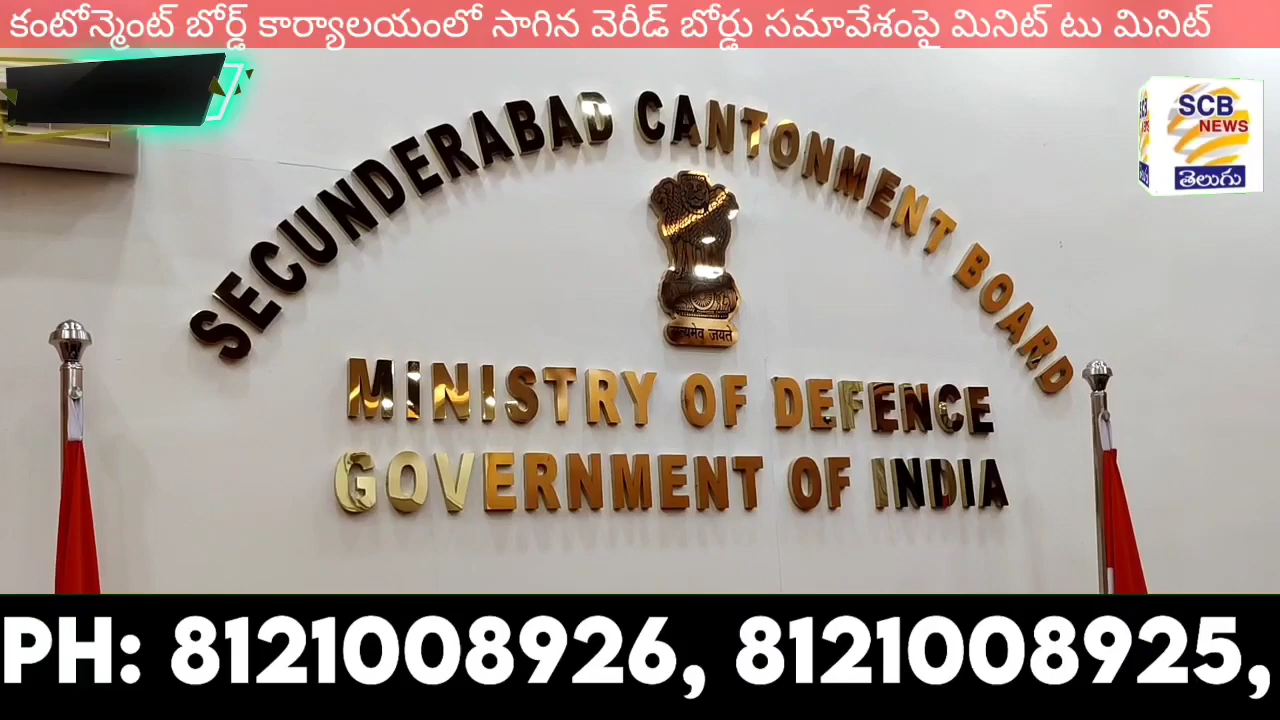 కంటోన్మెంట్ బోర్డ్ కార్యాలయంలో సాగిన వెరీడ్ బోర్డు సమావేశంపై మినిట్ టు మినిట్
SCB
NEWS
తెలుగు
SECUNDERABAD CANTONMENT BOARD
सत्यमेव जयते
MINISTRY OF DEFENCE
GOVERNMENT OF INDIA
PH: 8121008926, 8121008925,